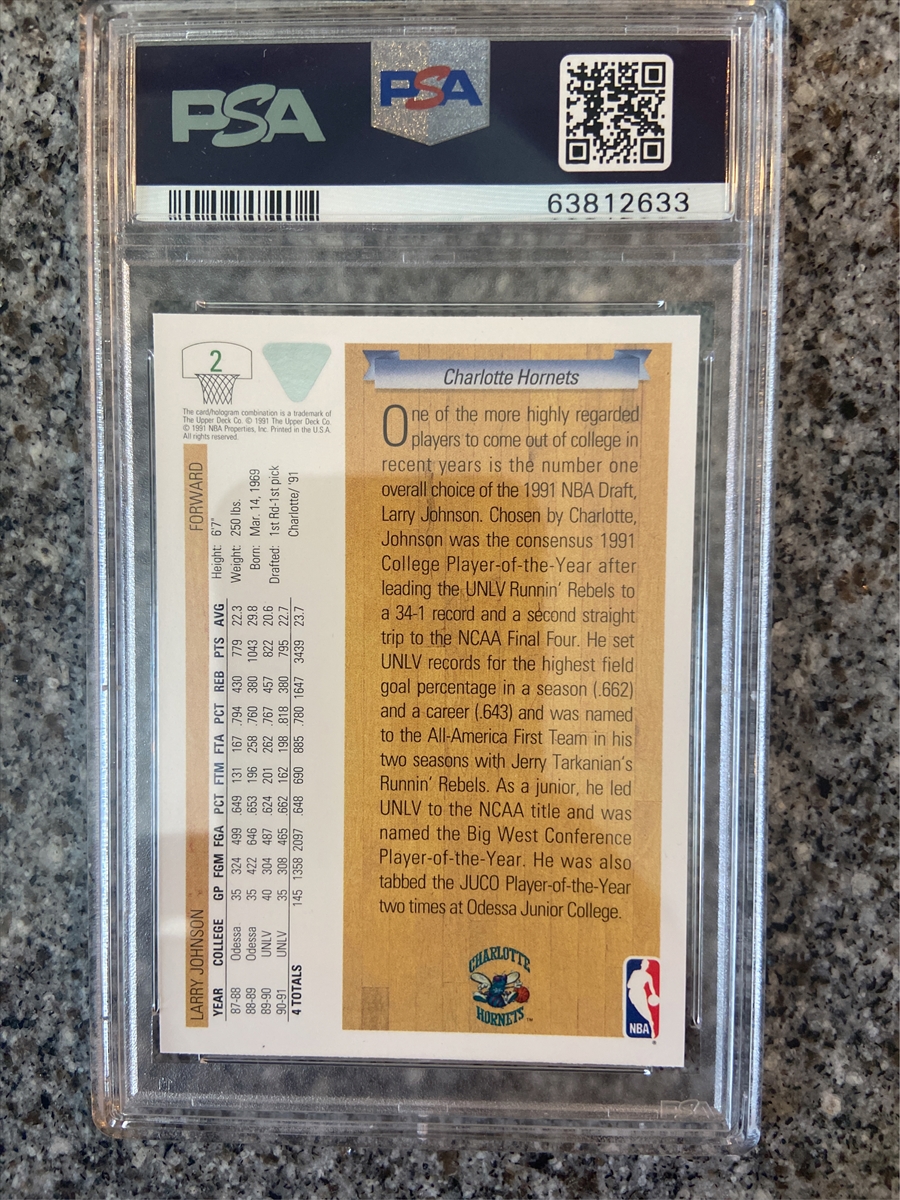 PSA
PSA
63812633
2
The card/hologram combination is a trademark of
The Upper Deck Co. © 1991 The Upper Deck Co.
© 1991 NBA Properties, Inc. Printed in the U.S.A.
All rights reserved.
LARRY JOHNSON FORWARD
Height: 6'7"
Weight: 250 lbs.
Born: Mar. 14, 1969
Drafted: 1st Rd-1st pick
Charlotte/ '91
YEAR COLLEGE GP FGM FGA PCT FTM FTA PCT REB PTS AVG
87-88 Odessa 35 324 499 .649 131 167 .794 430 779 22.3
88-89 Odessa 35 422 646 .653 196 258 .760 380 1043 29.8
89-90 UNLV 40 304 487 .624 201 262 .767 457 822 20.6
90-91 UNLV 35 308 465 .662 162 198 .818 380 795 22.7
4 TOTALS 145 1358 2097 .648 690 885 .780 1647 3439 23.7
Charlotte Hornets
One of the more highly regarded
players to come out of college in
recent years is the number one
overall choice of the 1991 NBA Draft,
Larry Johnson. Chosen by Charlotte,
Johnson was the consensus 1991
College Player-of-the-Year after
leading the UNLV Runnin' Rebels to
a 34-1 record and a second straight
trip to the NCAA Final Four. He set
UNLV records for the highest field
goal percentage in a season (.662)
and a career (.643) and was named
to the All-America First Team in his
two seasons with Jerry Tarkanian's
Runnin' Rebels. As a junior, he led
UNLV to the NCAA title and was
named the Big West Conference
Player-of-the-Year. He was also
tabbed the JUCO Player-of-the-Year
two times at Odessa Junior College.
CHARLOTTE
HORNETS™
NBA
PSA